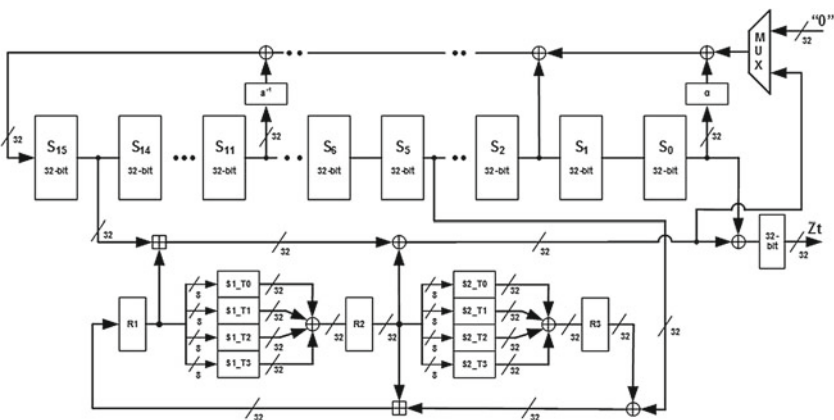 32 "0"
MUX
a⁻¹ α
32 S15 32-bit S14 32-bit S11 32-bit 32 S6 32-bit S5 32-bit S2 32-bit S1 32-bit S0 32-bit 32
32 32 32 32-bit Zt 32
R1 8 8 8 8 S1_T0 S1_T1 S1_T2 S1_T3 32 32 32 32 32 R2 32 8 8 8 8 S2_T0 S2_T1 S2_T2 S2_T3 32 32 32 32 32 R3 32 32
32 32